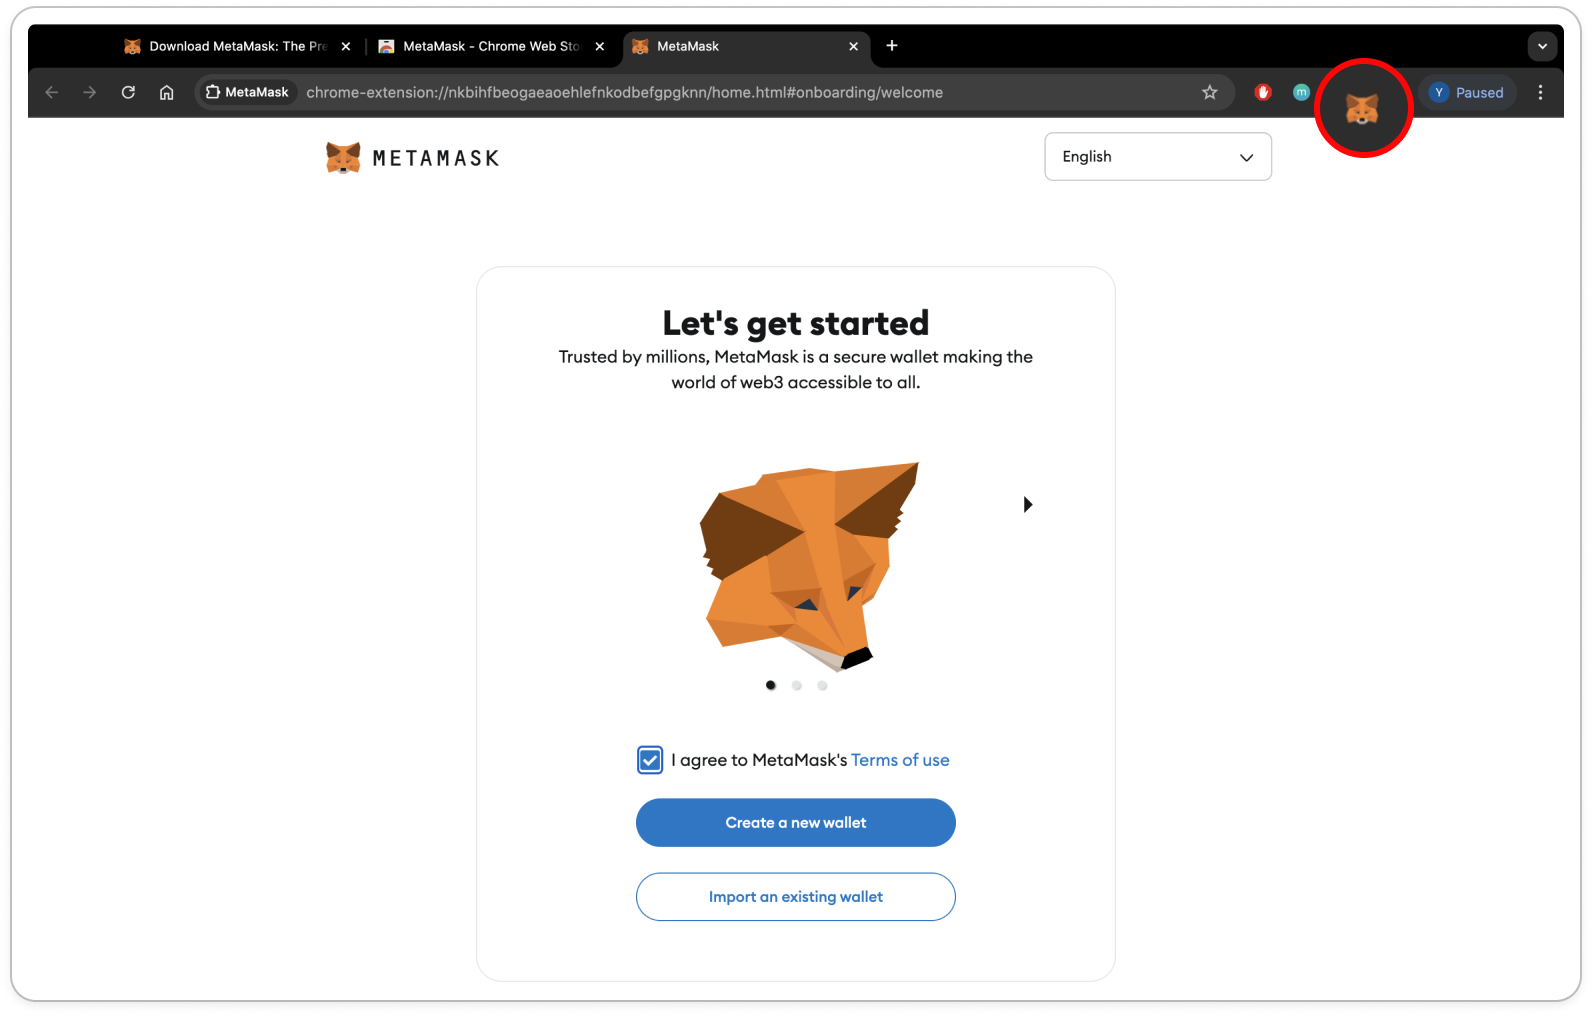 Download MetaMask: The Pre
MetaMask - Chrome Web Sto
MetaMask
MetaMask
chrome-extension://nkbihfbeogaeaoehlefnkodbefgpgknn/home.html#onboarding/welcome
m
Y
Paused
METAMASK
English
Let's get started
Trusted by millions, MetaMask is a secure wallet making the
world of web3 accessible to all.
I agree to MetaMask's Terms of use
Create a new wallet
Import an existing wallet